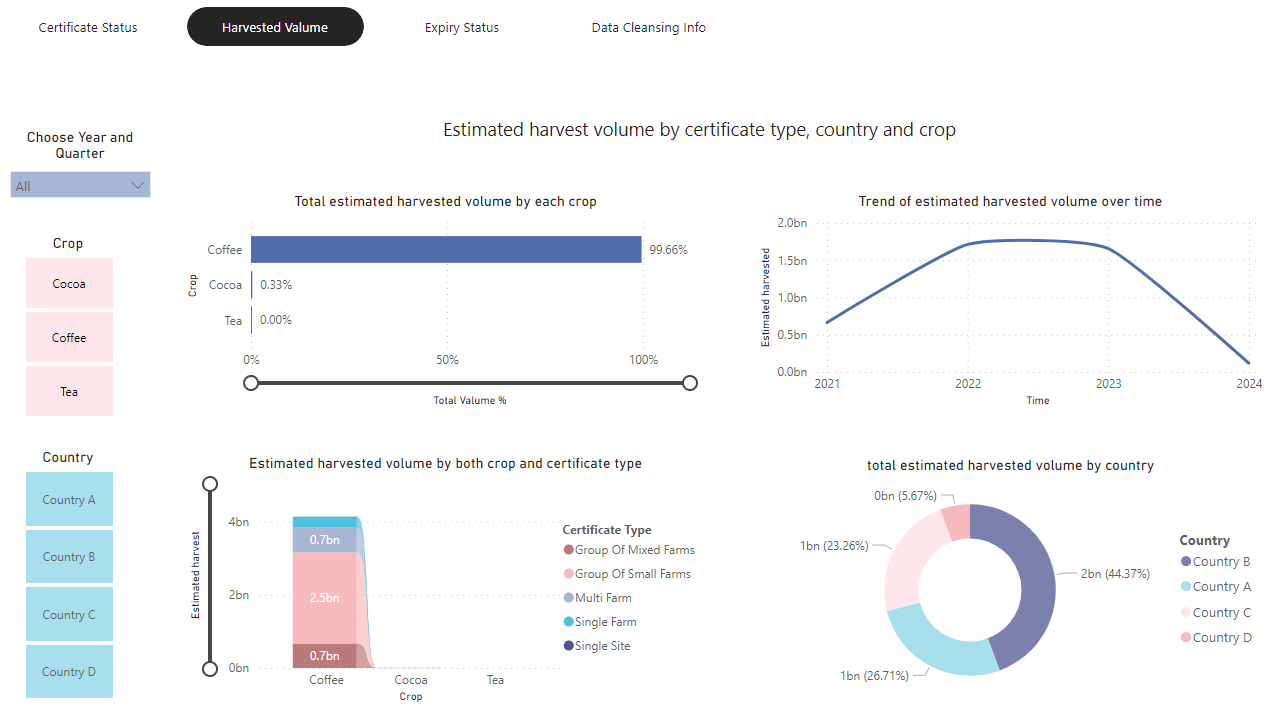 Certificate Status
Harvested Volume
Expiry Status
Data Cleansing Info
Estimated harvest volume by certificate type, country and crop
Choose Year and
Quarter
All
Crop
Cocoa
Coffee
Tea
Country
Country A
Country B
Country C
Country D
Total estimated harvested volume by each crop
Crop
Coffee
99.66%
Cocoa
0.33%
Tea
0.00%
0%
50%
100%
Total Volume %
Trend of estimated harvested volume over time
Estimated harvested
2.0bn
1.5bn
1.0bn
0.5bn
0.0bn
2021
2022
2023
2024
Time
Estimated harvested volume by both crop and certificate type
Estimated harvest
4bn
2bn
0bn
0.7bn
2.5bn
0.7bn
Coffee
Cocoa
Tea
Crop
Certificate Type
Group Of Mixed Farms
Group Of Small Farms
Multi Farm
Single Farm
Single Site
total estimated harvested volume by country
0bn (5.67%)
1bn (23.26%)
2bn (44.37%)
1bn (26.71%)
Country
Country B
Country A
Country C
Country D